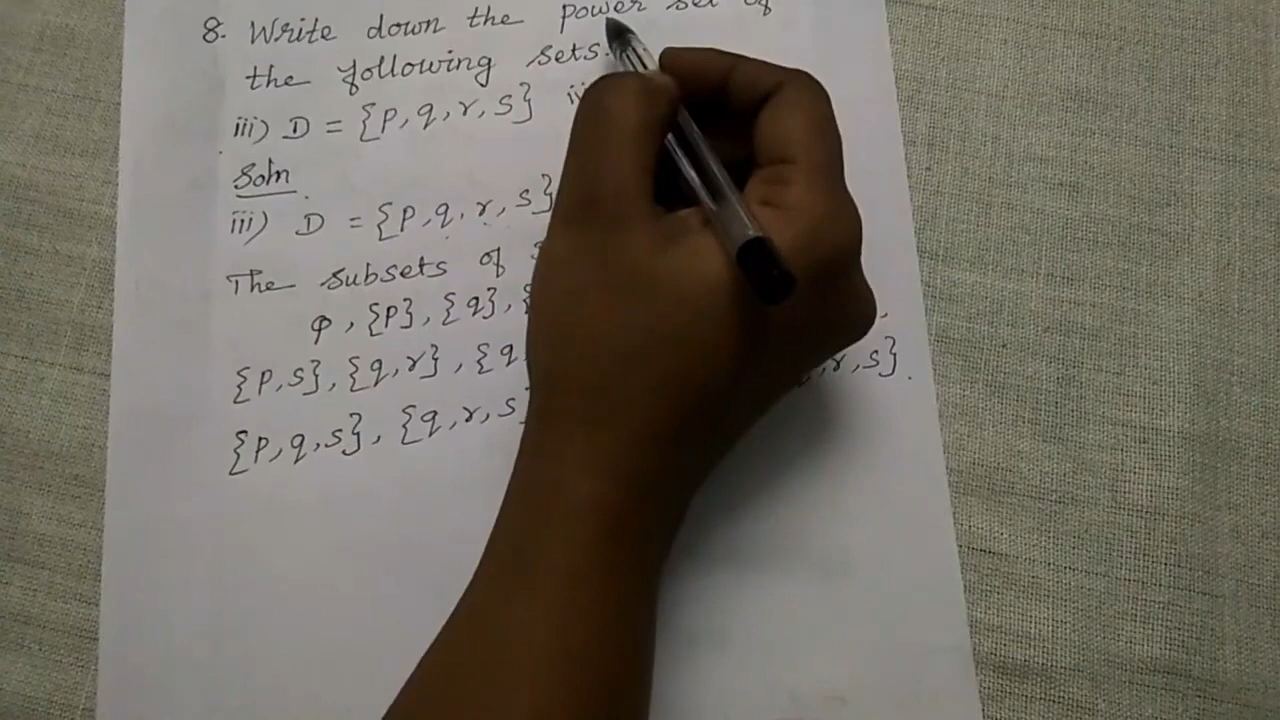 8. Write down the power set of
the following sets.
iii) D = {p, q, r, s}
Soln
iii) D = {p, q, r, s}
The subsets of
φ, {p}, {q}, {
{p, s}, {q, r}, {q
, r, s}.
{p, q, s}, {q, r, s